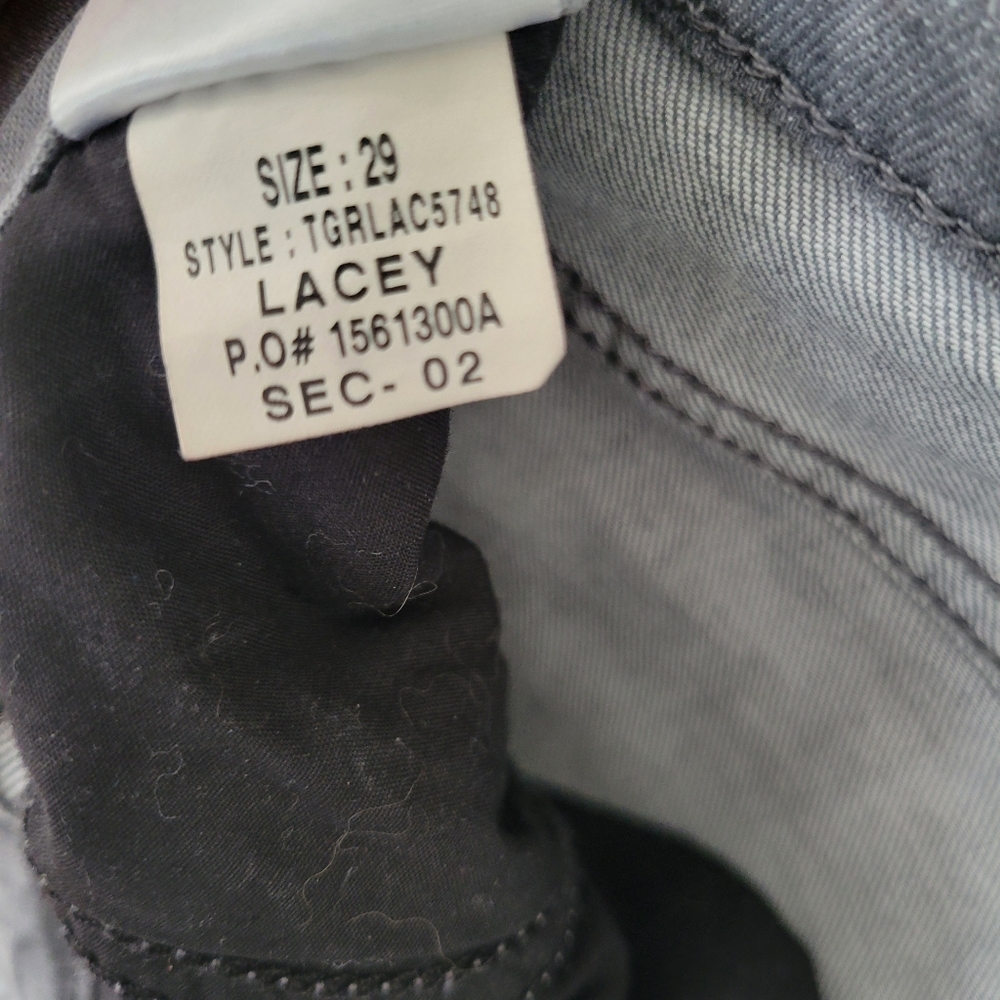 SIZE : 29
STYLE : TGRLAC5748
LACEY
P.O# 1561300A
SEC- 02